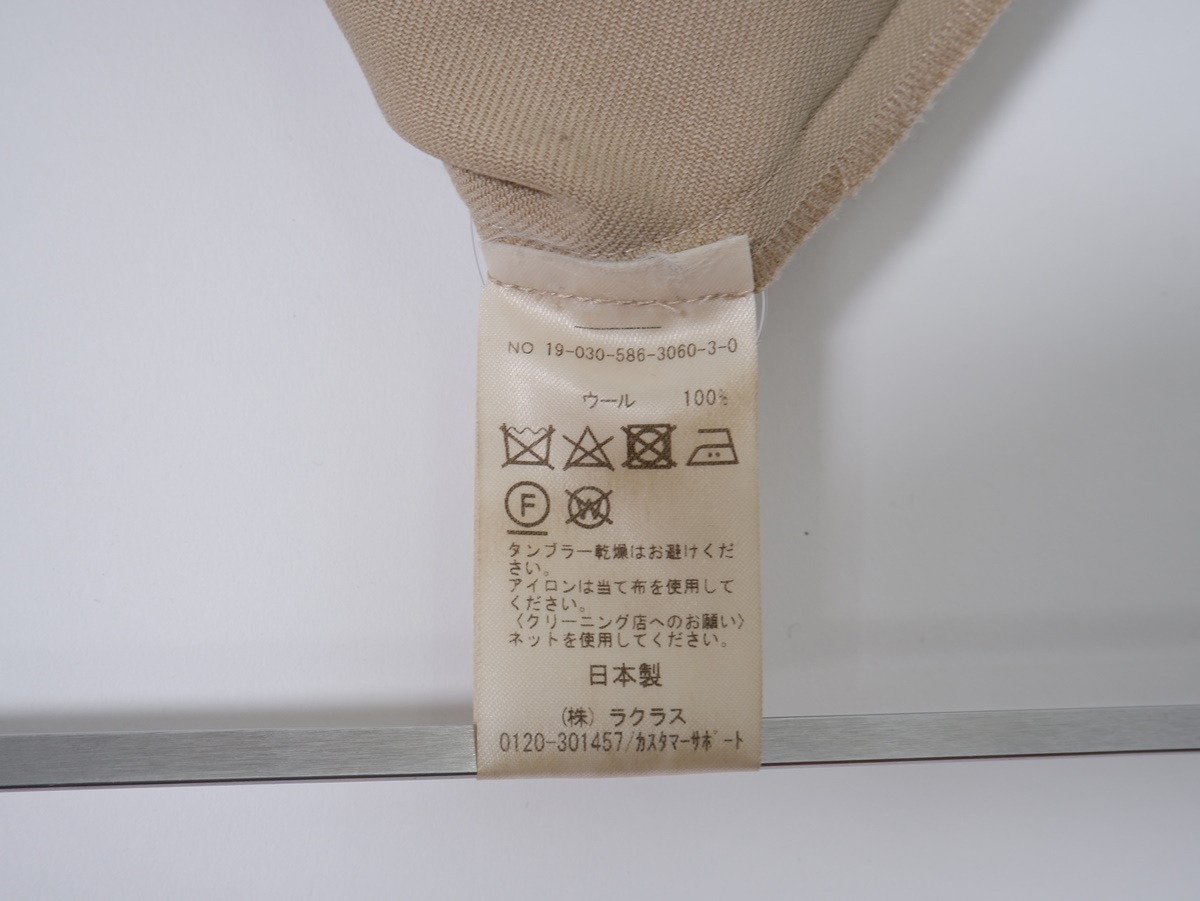 NO 19-030-586-3060-3-0
ウール 100%
F W
タンブラー乾燥はお避けくだ
さい。
アイロンは当て布を使用して
ください。
〈クリーニング店へのお願い〉
ネットを使用してください。
日本製
(株) ラクラス
0120-301457/カスタマーサポート